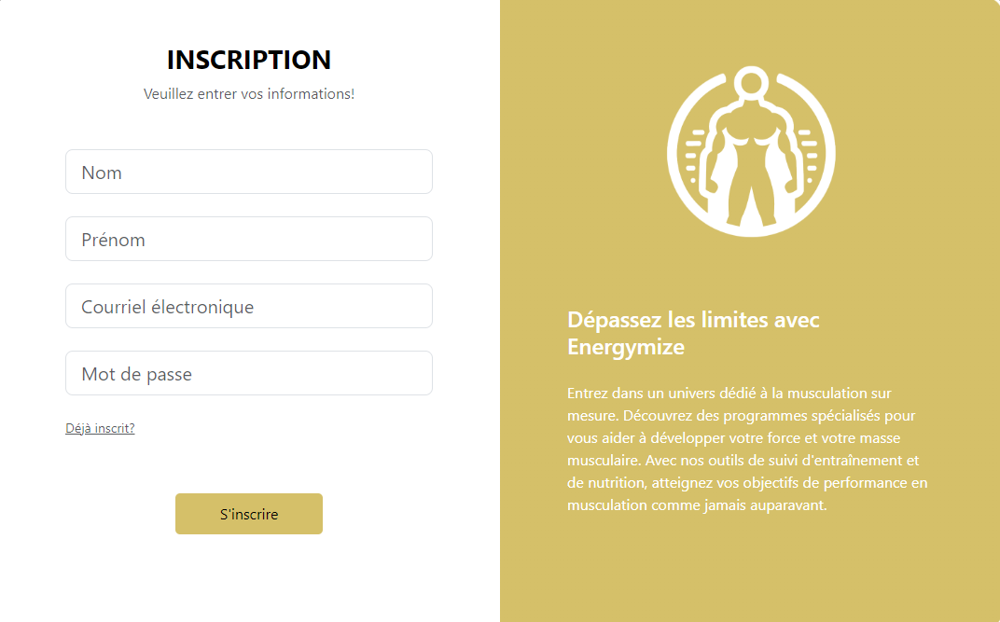 INSCRIPTION
Veuillez entrer vos informations!
Nom
Prénom
Courriel électronique
Mot de passe
Déjà inscrit?
S'inscrire
Dépassez les limites avec
Energymize
Entrez dans un univers dédié à la musculation sur
mesure. Découvrez des programmes spécialisés pour
vous aider à développer votre force et votre masse
musculaire. Avec nos outils de suivi d'entraînement et
de nutrition, atteignez vos objectifs de performance en
musculation comme jamais auparavant.